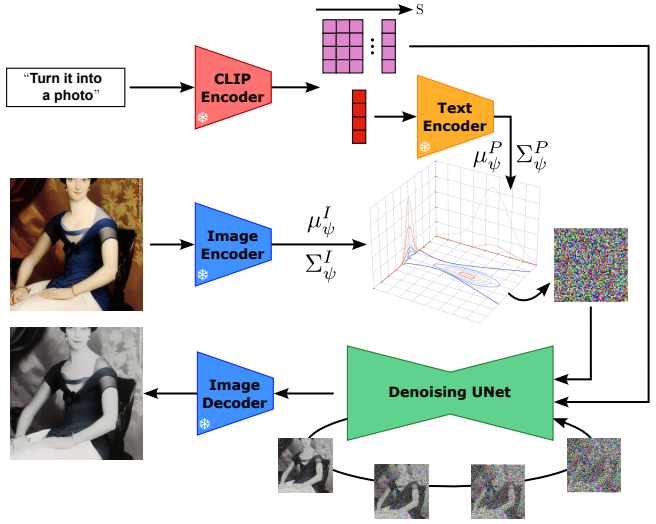 S
“Turn it into
a photo”
CLIP
Encoder
Text
Encoder
μ_ψ^P Σ_ψ^P
Image
Encoder
μ_ψ^I
Σ_ψ^I
Image
Decoder
Denoising UNet